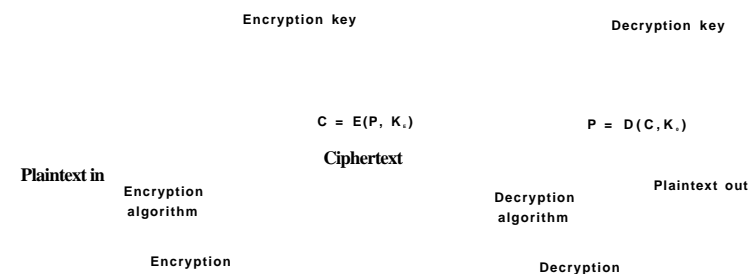 Encryption key
Decryption key
C = E(P, K
P = D(C,K
Ciphertext
Plaintext in
Encryption
algorithm
Decryption
algorithm
Plaintext out
Encryption
Decryption